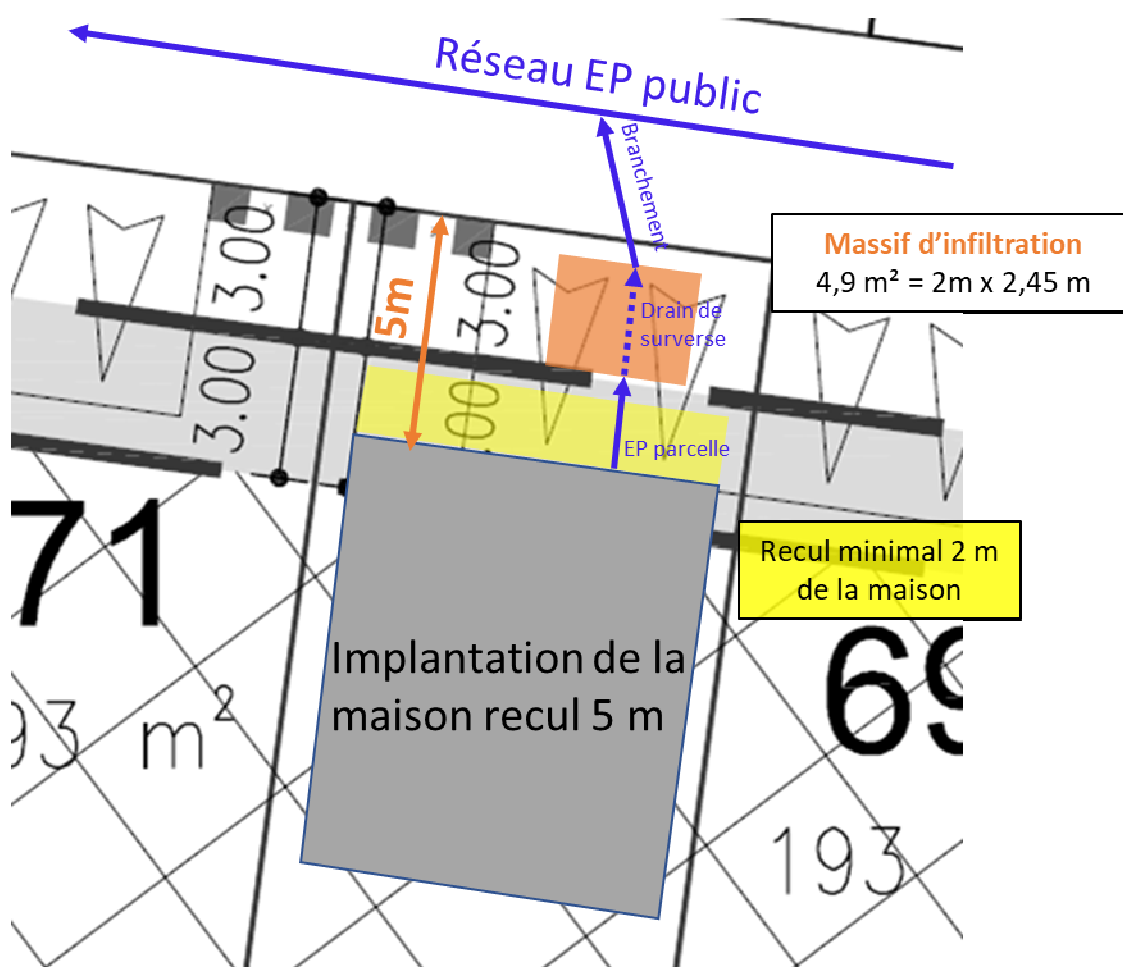 Réseau EP public
Branchement
Massif d’infiltration
4,9 m² = 2m x 2,45 m
3.00
5m
3.00
Drain de
surverse
3.00
.00
EP parcelle
71
Recul minimal 2 m
de la maison
Implantation de la
maison recul 5 m
69
93 m²
193